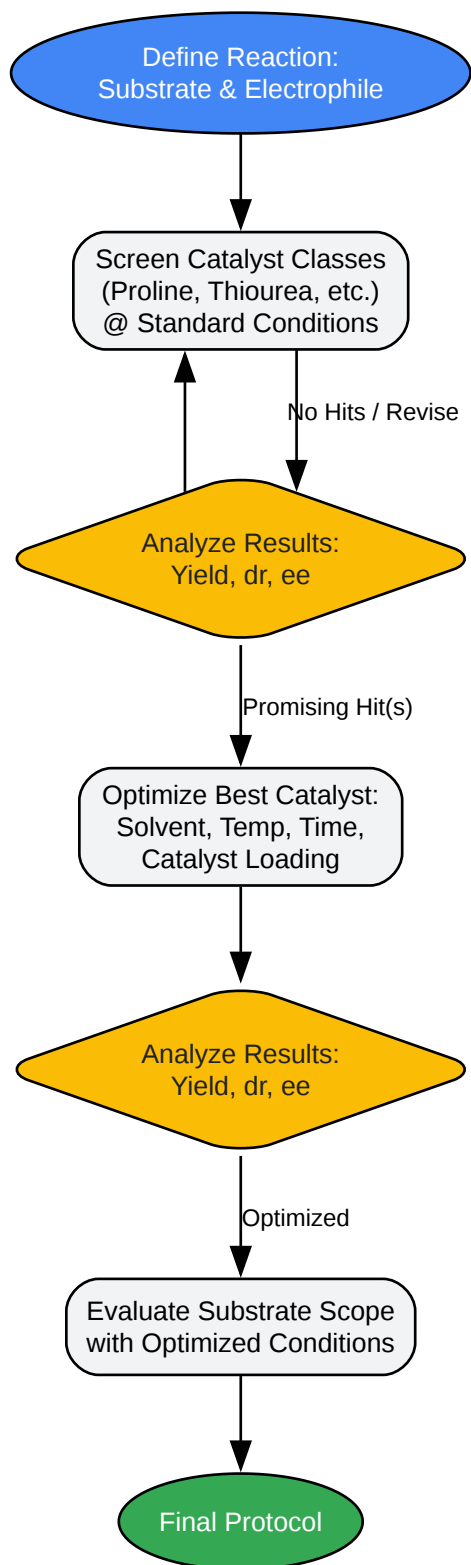 Define Reaction:
Substrate & Electrophile
Screen Catalyst Classes
(Proline, Thiourea, etc.)
@ Standard Conditions
No Hits / Revise
Analyze Results:
Yield, dr, ee
Promising Hit(s)
Optimize Best Catalyst:
Solvent, Temp, Time,
Catalyst Loading
Analyze Results:
Yield, dr, ee
Optimized
Evaluate Substrate Scope
with Optimized Conditions
Final Protocol